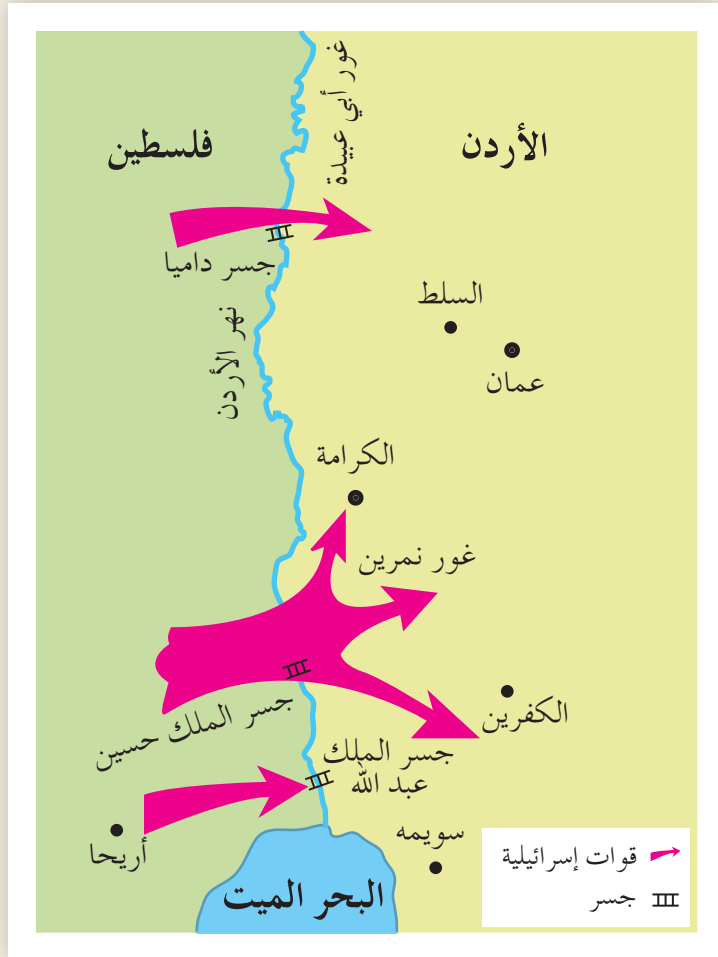 غور أبي عبيدة
الأردن
فلسطين
جسر داميا
السلط
عمان
نهر الأردن
الكرامة
غور نمرين
الكفرين
جسر الملك حسين
جسر الملك
عبد الله
سويمه
أريحا
البحر الميت
قوات إسرائيلية
جسر